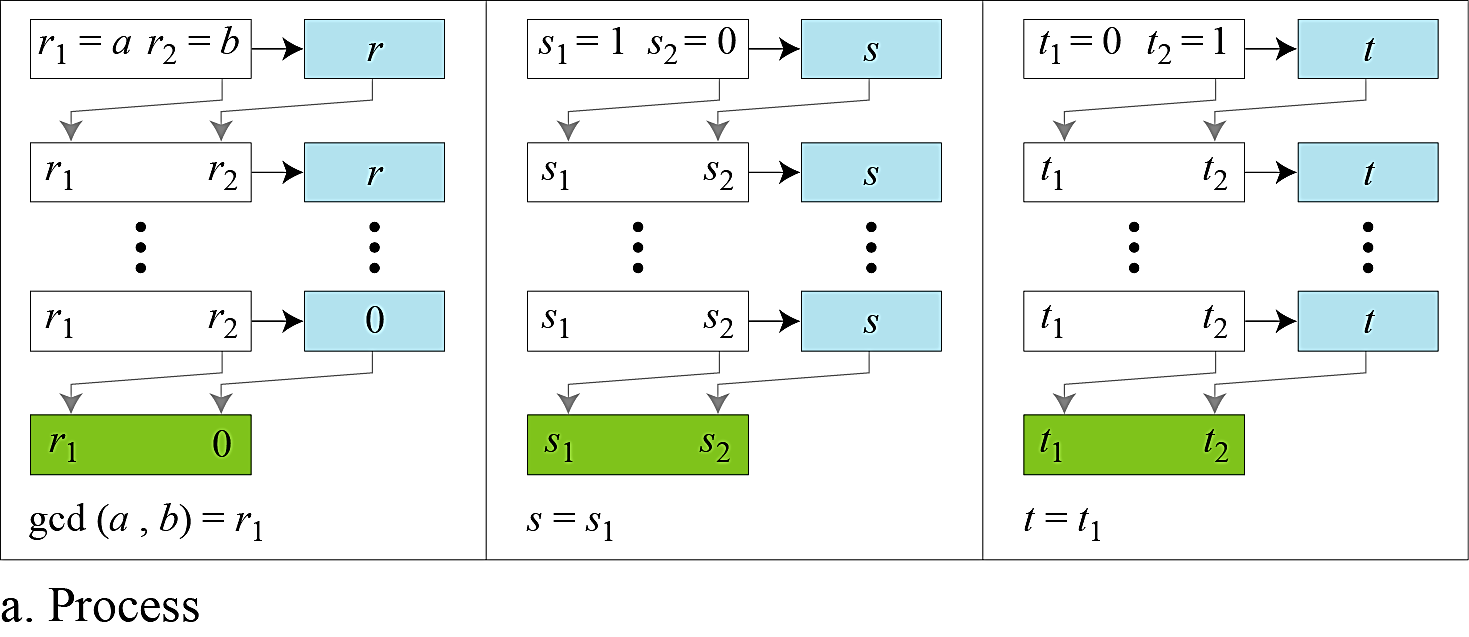 r₁ = a r₂ = b r s₁ = 1 s₂ = 0 s t₁ = 0 t₂ = 1 t
r₁ r₂ r s₁ s₂ s t₁ t₂ t
r₁ r₂ 0 s₁ s₂ s t₁ t₂ t
r₁ 0 s₁ s₂ t₁ t₂
gcd (a , b) = r₁ s = s₁ t = t₁
a. Process